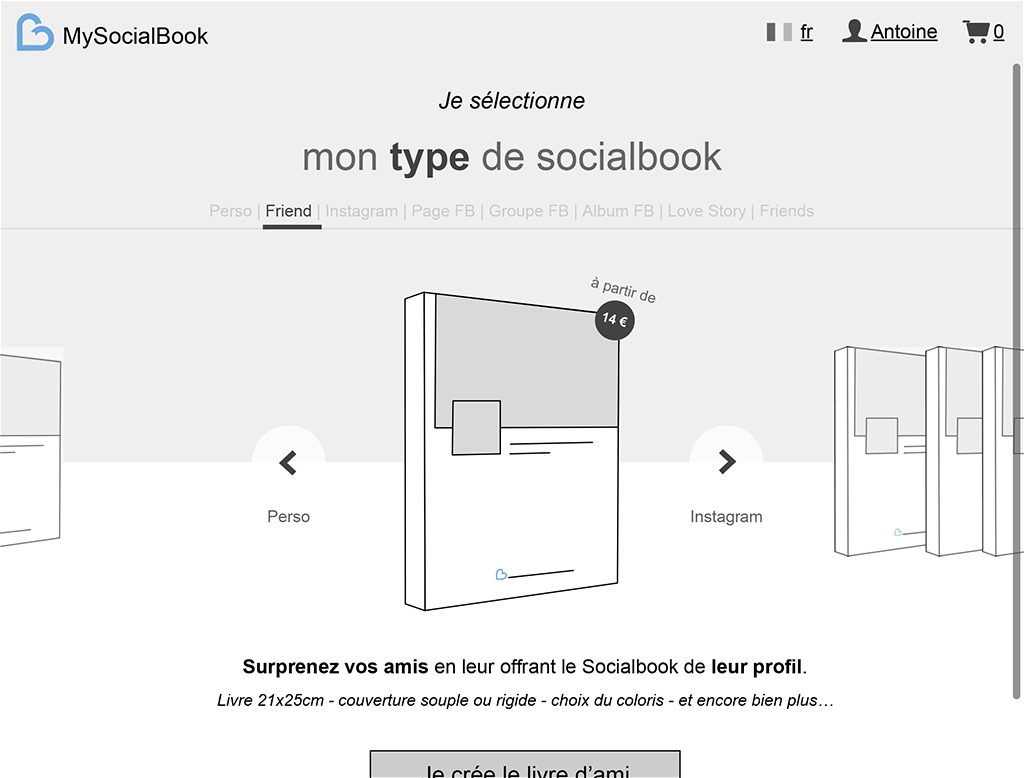 MySocialBook
fr
Antoine
0
Je sélectionne
mon type de socialbook
Perso | Friend | Instagram | Page FB | Groupe FB | Album FB | Love Story | Friends
à partir de
14 €
Perso
Instagram
Surprenez vos amis en leur offrant le Socialbook de leur profil.
Livre 21x25cm - couverture souple ou rigide - choix du coloris - et encore bien plus…
Je crée le livre d’ami